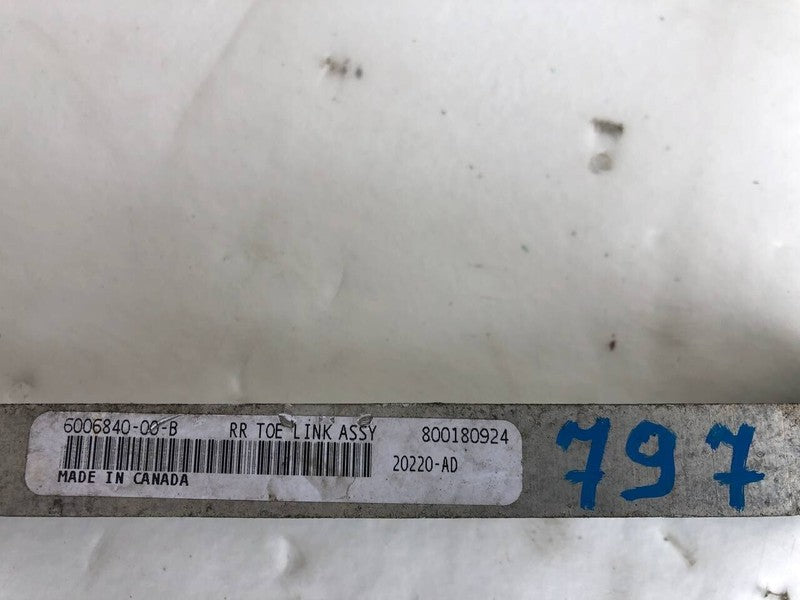 6006840-00-B RR TOE LINK ASSY 800180924
20220-AD
MADE IN CANADA
797